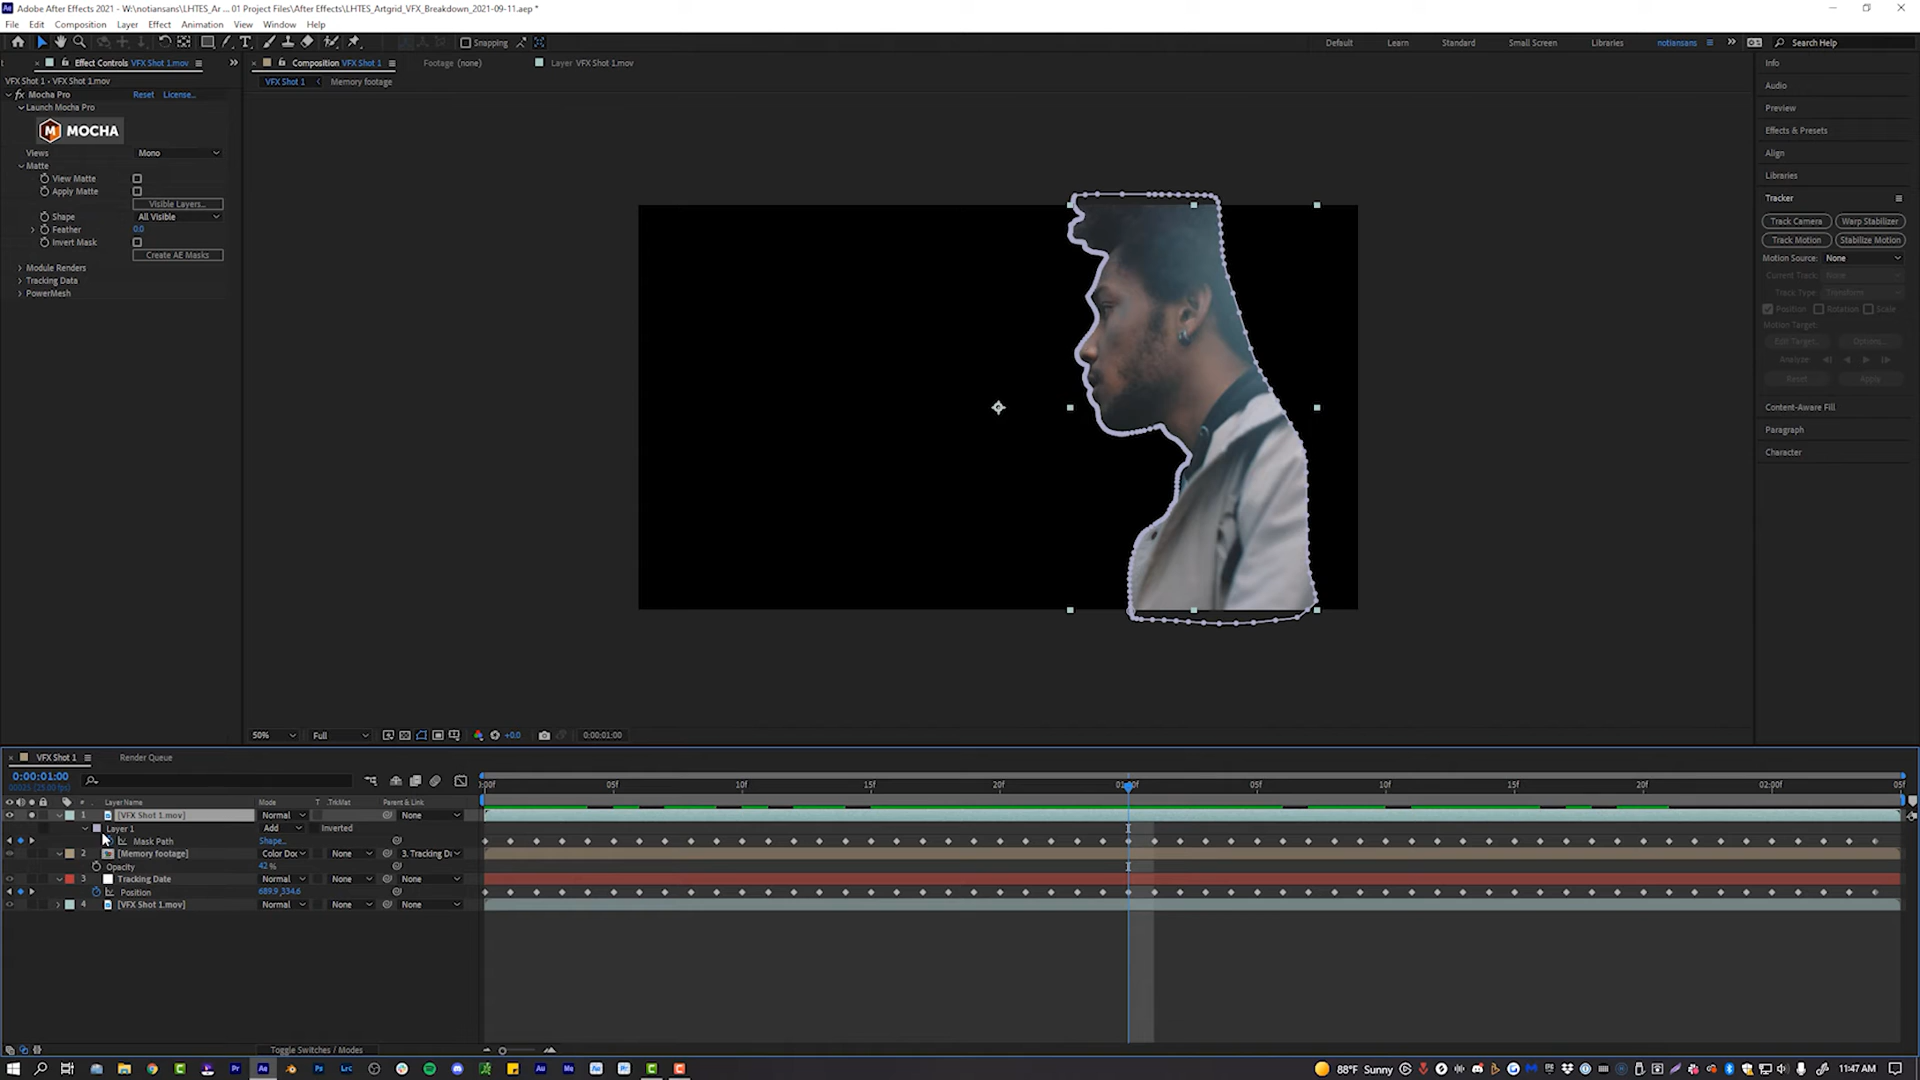 Adobe After Effects 2021 - W:\notiansans\LHTES_Ar ... 01 Project Files\After Effects\LHTES_Artgrid_VFX_Breakdown_2021-09-11.aep *
File Edit Composition Layer Effect Animation View Window Help
Snapping
Default Learn Standard Small Screen Libraries notiansans Search Help
Effect Controls VFX Shot 1.mov
Composition VFX Shot 1
Footage (none)
Layer VFX Shot 1.mov
VFX Shot 1 • VFX Shot 1.mov
VFX Shot 1
Memory footage
fx Mocha Pro Reset License...
Launch Mocha Pro
M MOCHA
Views Mono
Matte
View Matte
Apply Matte
Visible Layers...
Shape All Visible
Feather 0.0
Invert Mask
Create AE Masks
Module Renders
Tracking Data
PowerMesh
Info
Audio
Preview
Effects & Presets
Align
Libraries
Tracker
Track Camera Warp Stabilizer
Track Motion Stabilize Motion
Motion Source: None
Current Track: None
Track Type: Transform
Position Rotation Scale
Motion Target:
Edit Target... Options...
Analyze:
Reset Apply
Content-Aware Fill
Paragraph
Character
50% Full +0.0 0:00:01:00
VFX Shot 1
Render Queue
0:00:01:00
00025 (25.00 fps)
:00f 05f 10f 15f 20f 01:00f 05f 10f 15f 20f 02:00f 05f
# Layer Name Mode T .TrkMat Parent & Link
1 [VFX Shot 1.mov] Normal None
Layer 1 Add Inverted
Mask Path Shape...
2 [Memory footage] Color Doc None 3. Tracking Da
Opacity 42 %
3 Tracking Date Normal None None
Position 689.9,334.6
4 [VFX Shot 1.mov] Normal None None
Toggle Switches / Modes
88°F Sunny
11:47 AM